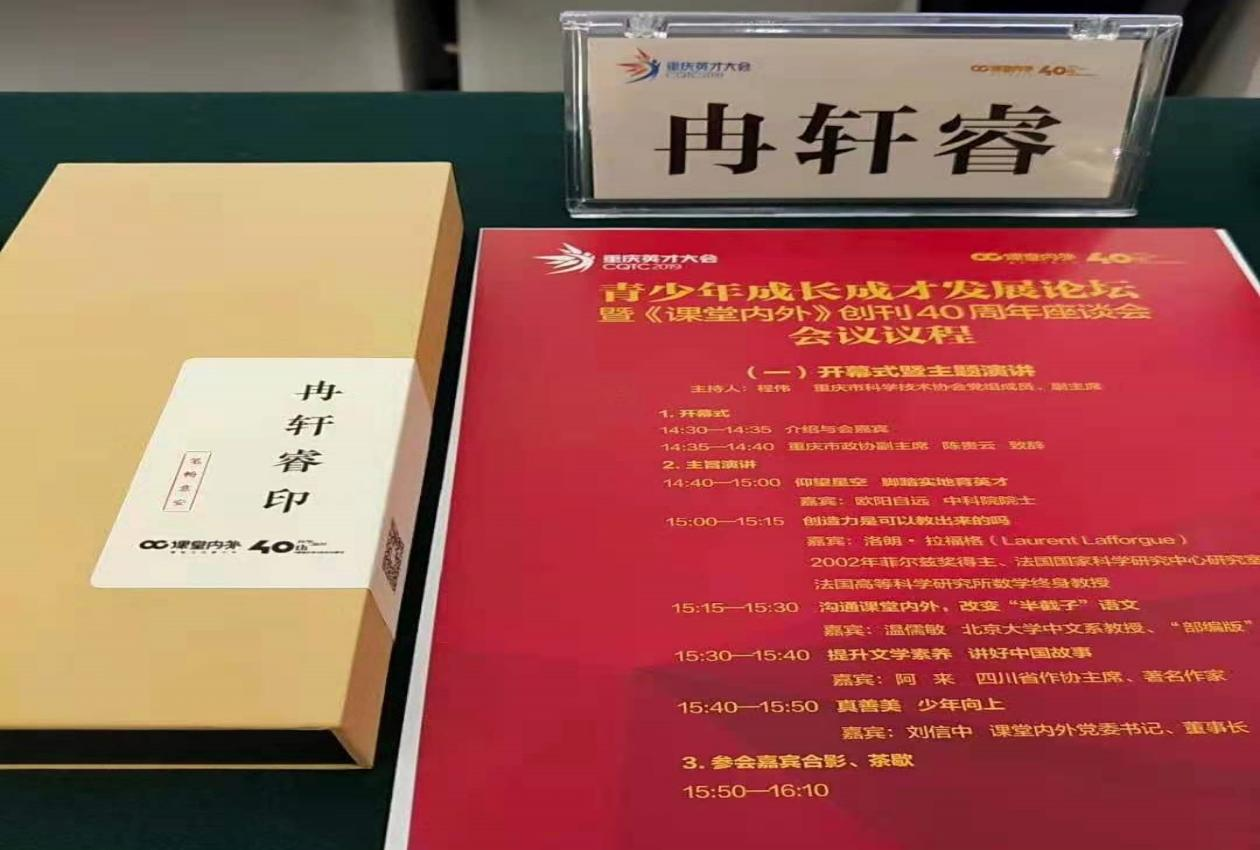 重庆英才大会
CQTC2019
课堂内外 40
冉轩睿
冉轩睿印
笔畅意安
课堂内外 40th
重庆英才大会
CQTC2019
课堂内外 40
青少年成长成才发展论坛
暨《课堂内外》创刊40周年座谈会
会议议程
（一）开幕式暨主题演讲
主持人：程伟 重庆市科学技术协会党组成员、副主席
1. 开幕式
14:30—14:35 介绍与会嘉宾
14:35—14:40 重庆市政协副主席 陈贵云 致辞
2. 主旨演讲
14:40—15:00 仰望星空 脚踏实地育英才
嘉宾：欧阳自远 中科院院士
15:00—15:15 创造力是可以教出来的吗
嘉宾：洛朗·拉福格（Laurent Lafforgue）
2002年菲尔兹奖得主、法国国家科学研究中心研究室
法国高等科学研究所数学终身教授
15:15—15:30 沟通课堂内外，改变“半截子”语文
嘉宾：温儒敏 北京大学中文系教授、“部编版”
15:30—15:40 提升文学素养 讲好中国故事
嘉宾：阿 来 四川省作协主席、著名作家
15:40—15:50 真善美 少年向上
嘉宾：刘信中 课堂内外党委书记、董事长
3. 参会嘉宾合影、茶歇
15:50—16:10